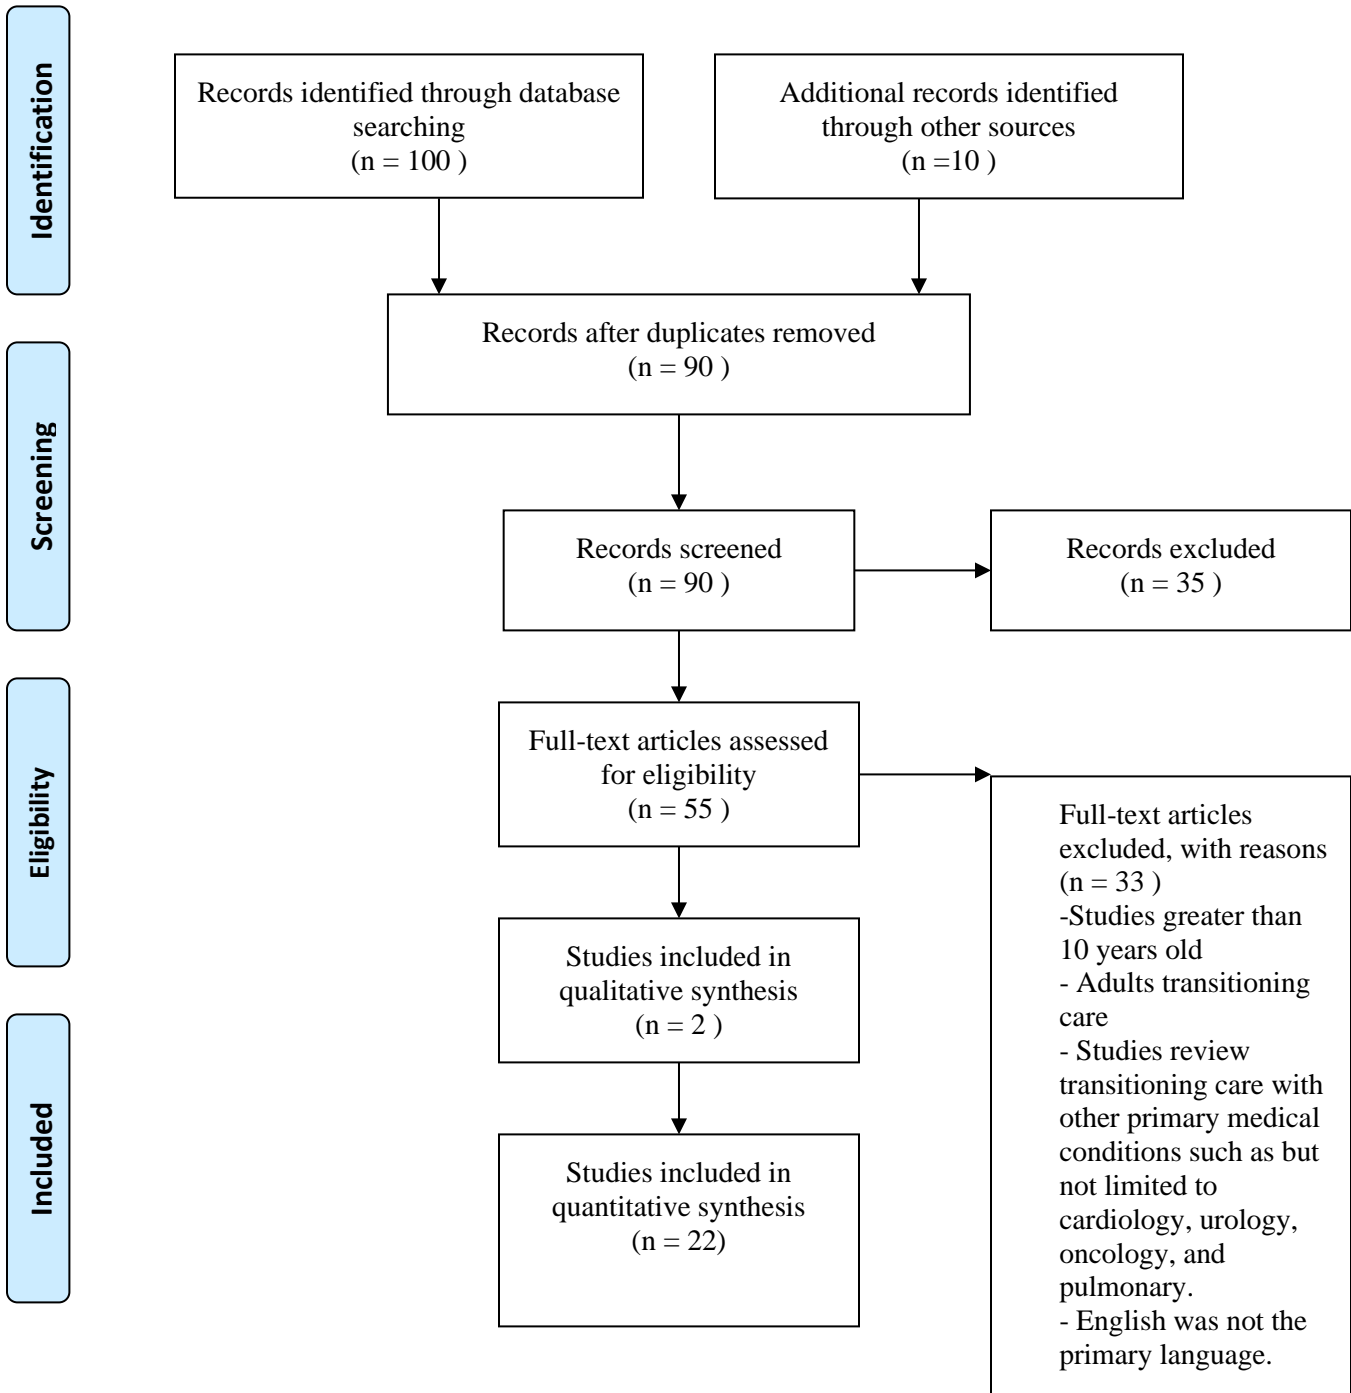 Identification
Records identified through database
searching
(n = 100 )
Additional records identified
through other sources
(n =10 )
Records after duplicates removed
(n = 90 )
Screening
Records screened
(n = 90 )
Records excluded
(n = 35 )
Eligibility
Full-text articles assessed
for eligibility
(n = 55 )
Full-text articles
excluded, with reasons
(n = 33 )
-Studies greater than
10 years old
- Adults transitioning
care
- Studies review
transitioning care with
other primary medical
conditions such as but
not limited to
cardiology, urology,
oncology, and
pulmonary.
- English was not the
primary language.
Studies included in
qualitative synthesis
(n = 2 )
Included
Studies included in
quantitative synthesis
(n = 22)